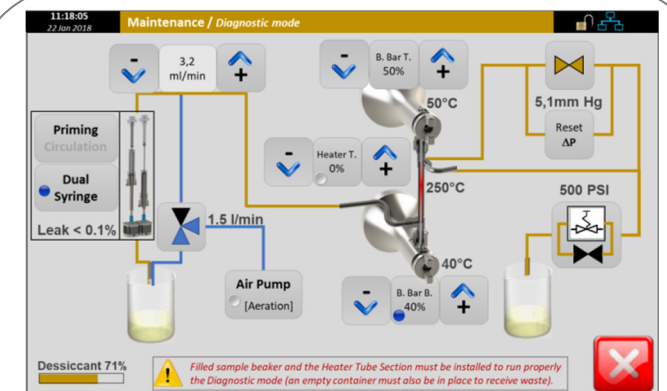 11:18:05
22 Jan 2018
Maintenance / Diagnostic mode
-
3,2
ml/min
+
-
B. Bar T.
50%
+
50°C
5,1mm Hg
Reset
ΔP
Priming
Circulation
Dual
Syringe
Leak < 0.1%
-
Heater T.
0%
+
250°C
500 PSI
1.5 l/min
40°C
Air Pump
[Aeration]
-
B. Bar B.
40%
+
Dessiccant 71%
Filled sample beaker and the Heater Tube Section must be installed to run properly
the Diagnostic mode (an empty container must also be in place to receive waste).